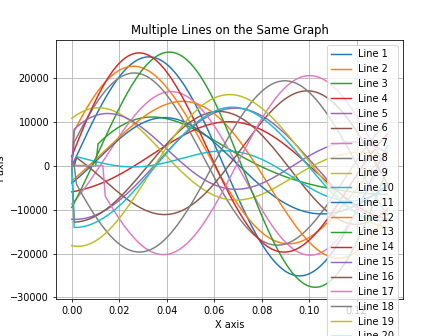 Multiple Lines on the Same Graph
20000
10000
0
−10000
−20000
−30000
0.00
0.02
0.04
0.06
0.08
0.10
X axis
axis
Line 1
Line 2
Line 3
Line 4
Line 5
Line 6
Line 7
Line 8
Line 9
Line 10
Line 11
Line 12
Line 13
Line 14
Line 15
Line 16
Line 17
Line 18
Line 19
Line 20